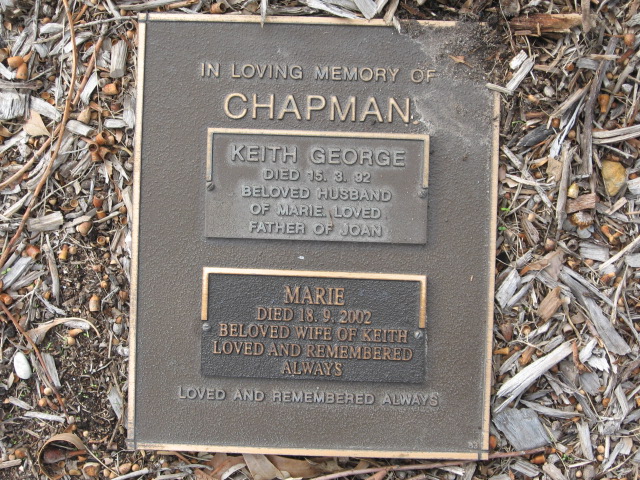 IN LOVING MEMORY OF
CHAPMAN
KEITH GEORGE
DIED 15. 3. 92
BELOVED HUSBAND
OF MARIE. LOVED
FATHER OF JOAN
MARIE
DIED 18. 9. 2002
BELOVED WIFE OF KEITH
LOVED AND REMEMBERED
ALWAYS
LOVED AND REMEMBERED ALWAYS